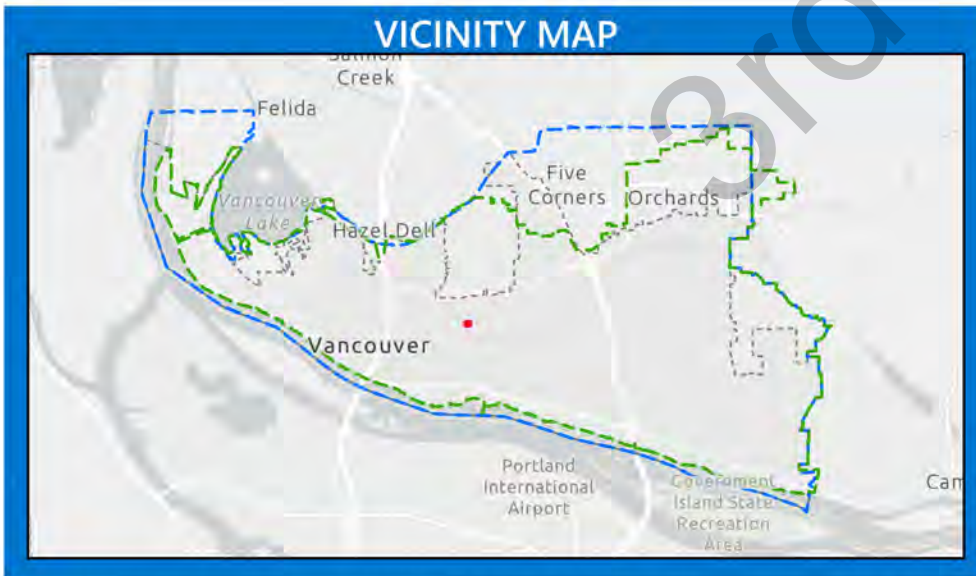 VICINITY MAP
3rd
Salmon
Creek
Felida
Five
Corners
Orchards
Vancouver
Lake
Hazel Dell
Vancouver
Portland
International
Airport
Government
Island State
Recreation
Area
Cam